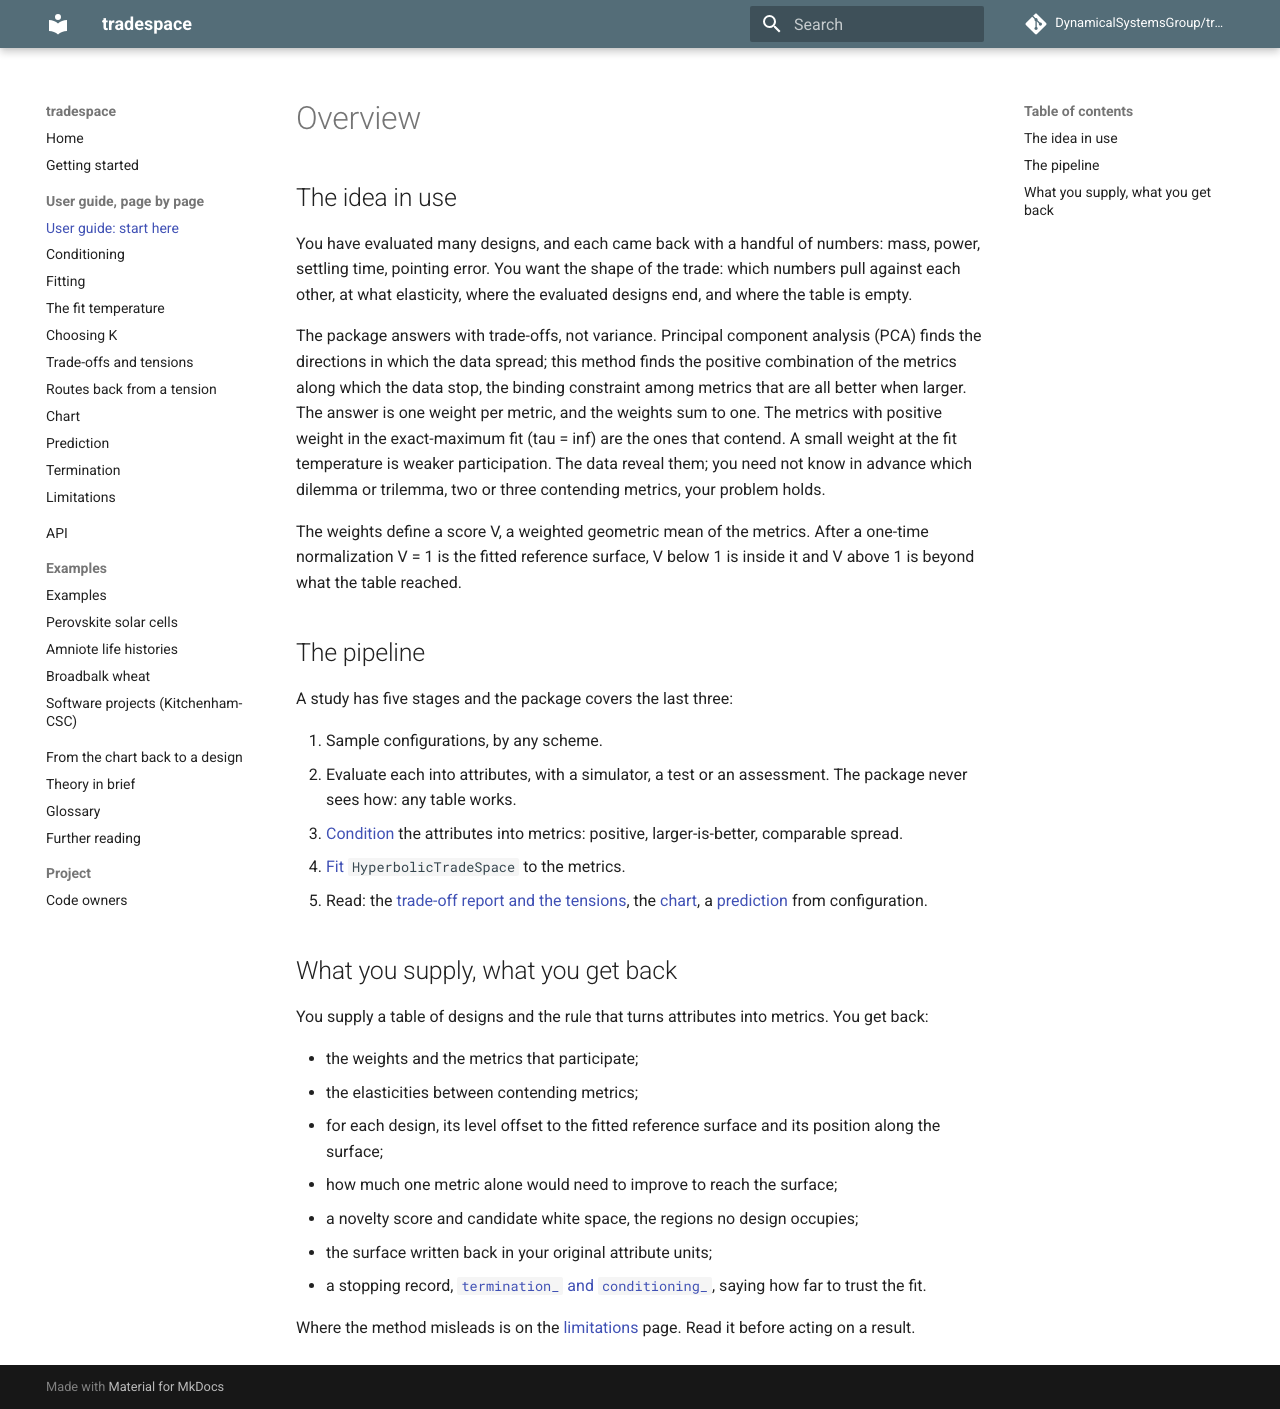 tradespace
Search
DynamicalSystemsGroup/tr...
tradespace
Home
Getting started
User guide, page by page
User guide: start here
Conditioning
Fitting
The fit temperature
Choosing K
Trade-offs and tensions
Routes back from a tension
Chart
Prediction
Termination
Limitations
API
Examples
Examples
Perovskite solar cells
Amniote life histories
Broadbalk wheat
Software projects (Kitchenham-
CSC)
From the chart back to a design
Theory in brief
Glossary
Further reading
Project
Code owners
Overview
The idea in use
You have evaluated many designs, and each came back with a handful of numbers: mass, power,
settling time, pointing error. You want the shape of the trade: which numbers pull against each
other, at what elasticity, where the evaluated designs end, and where the table is empty.
The package answers with trade-offs, not variance. Principal component analysis (PCA) finds the
directions in which the data spread; this method finds the positive combination of the metrics
along which the data stop, the binding constraint among metrics that are all better when larger.
The answer is one weight per metric, and the weights sum to one. The metrics with positive
weight in the exact-maximum fit (tau = inf) are the ones that contend. A small weight at the fit
temperature is weaker participation. The data reveal them; you need not know in advance which
dilemma or trilemma, two or three contending metrics, your problem holds.
The weights define a score V, a weighted geometric mean of the metrics. After a one-time
normalization V = 1 is the fitted reference surface, V below 1 is inside it and V above 1 is beyond
what the table reached.
The pipeline
A study has five stages and the package covers the last three:
1. Sample configurations, by any scheme.
2. Evaluate each into attributes, with a simulator, a test or an assessment. The package never
sees how: any table works.
3. Condition the attributes into metrics: positive, larger-is-better, comparable spread.
4. Fit HyperbolicTradeSpace to the metrics.
5. Read: the trade-off report and the tensions, the chart, a prediction from configuration.
What you supply, what you get back
You supply a table of designs and the rule that turns attributes into metrics. You get back:
• the weights and the metrics that participate;
• the elasticities between contending metrics;
• for each design, its level offset to the fitted reference surface and its position along the
surface;
• how much one metric alone would need to improve to reach the surface;
• a novelty score and candidate white space, the regions no design occupies;
• the surface written back in your original attribute units;
• a stopping record, termination_ and conditioning_, saying how far to trust the fit.
Where the method misleads is on the limitations page. Read it before acting on a result.
Table of contents
The idea in use
The pipeline
What you supply, what you get
back
Made with Material for MkDocs